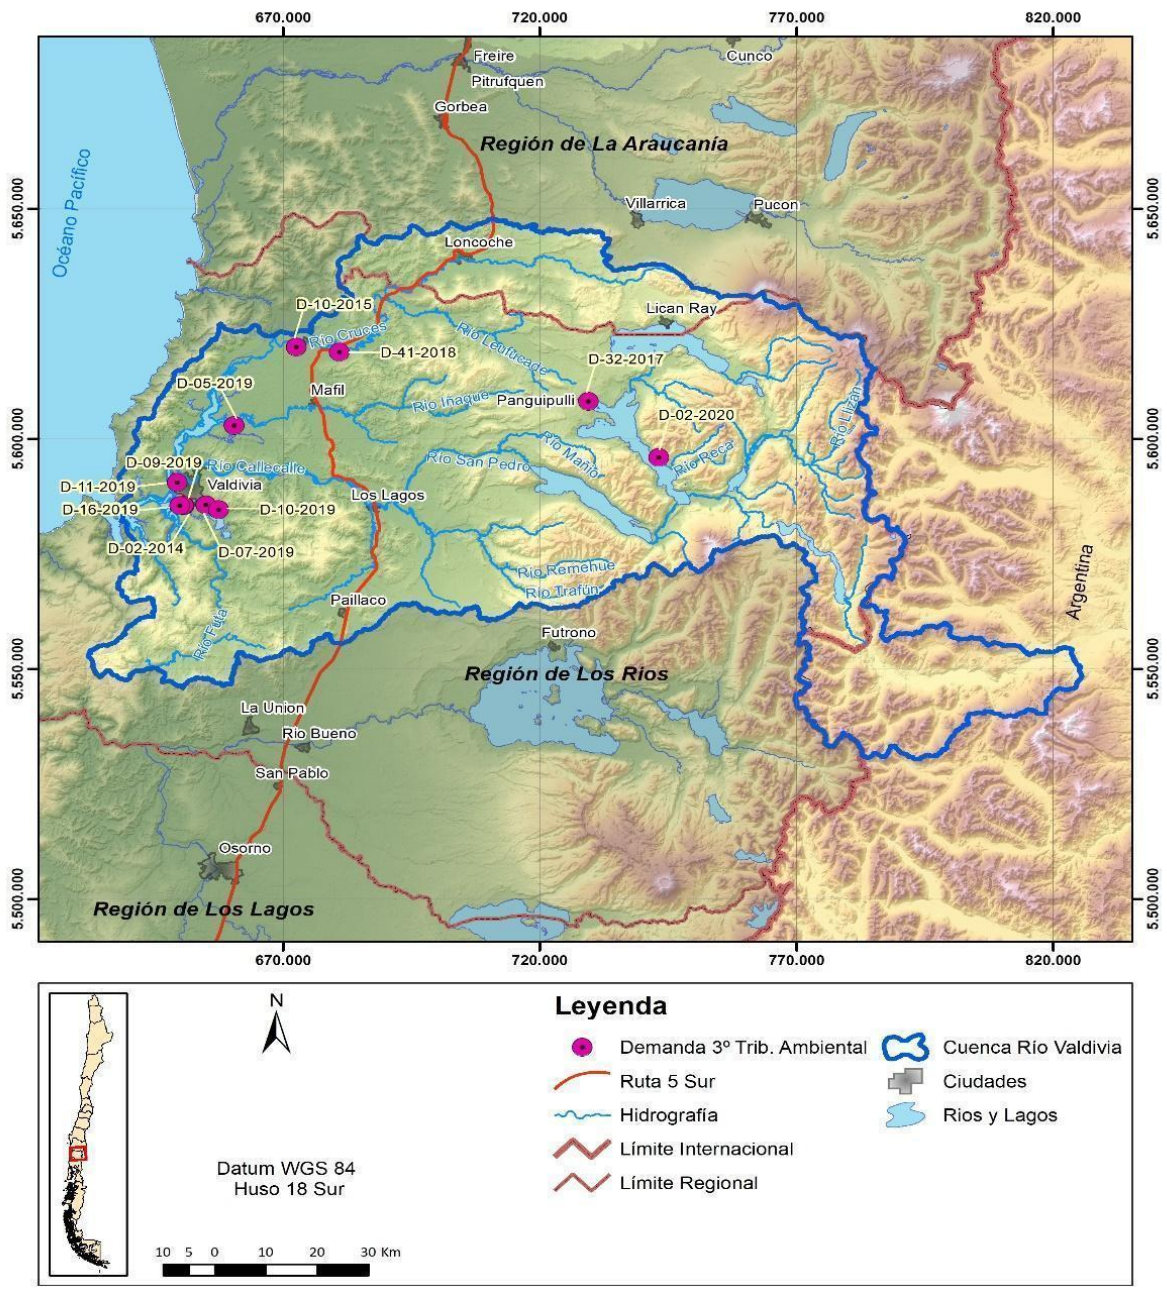 670.000
720.000
770.000
820.000
Freire
Cunco
Pitrufquen
Gorbea
Región de La Araucanía
Océano Pacífico
5.650.000
5.650.000
Villarrica
Pucon
Loncoche
D-10-2015
Lican Ray
Río Cruces
Río Leufucade
D-41-2018
D-32-2017
D-05-2019
Mafil
Río Iñaque
Panguipulli
D-02-2020
Río Llizán
5.600.000
5.600.000
D-09-2019
Río Callecalle
Río San Pedro
Río Mañio
Río Reca
D-11-2019
Valdivia
Los Lagos
D-16-2019
D-10-2019
D-02-2014
D-07-2019
Río Remehue
Río Trafún
Argentina
Paillaco
Río Futa
Futrono
5.550.000
5.550.000
Región de Los Rios
La Union
Rio Bueno
San Pablo
Osorno
5.500.000
5.500.000
Región de Los Lagos
670.000
720.000
770.000
820.000
Leyenda
N
Demanda 3º Trib. Ambiental
Cuenca Río Valdivia
Ruta 5 Sur
Ciudades
Hidrografía
Rios y Lagos
Límite Internacional
Límite Regional
Datum WGS 84
Huso 18 Sur
10 5 0 10 20 30 Km